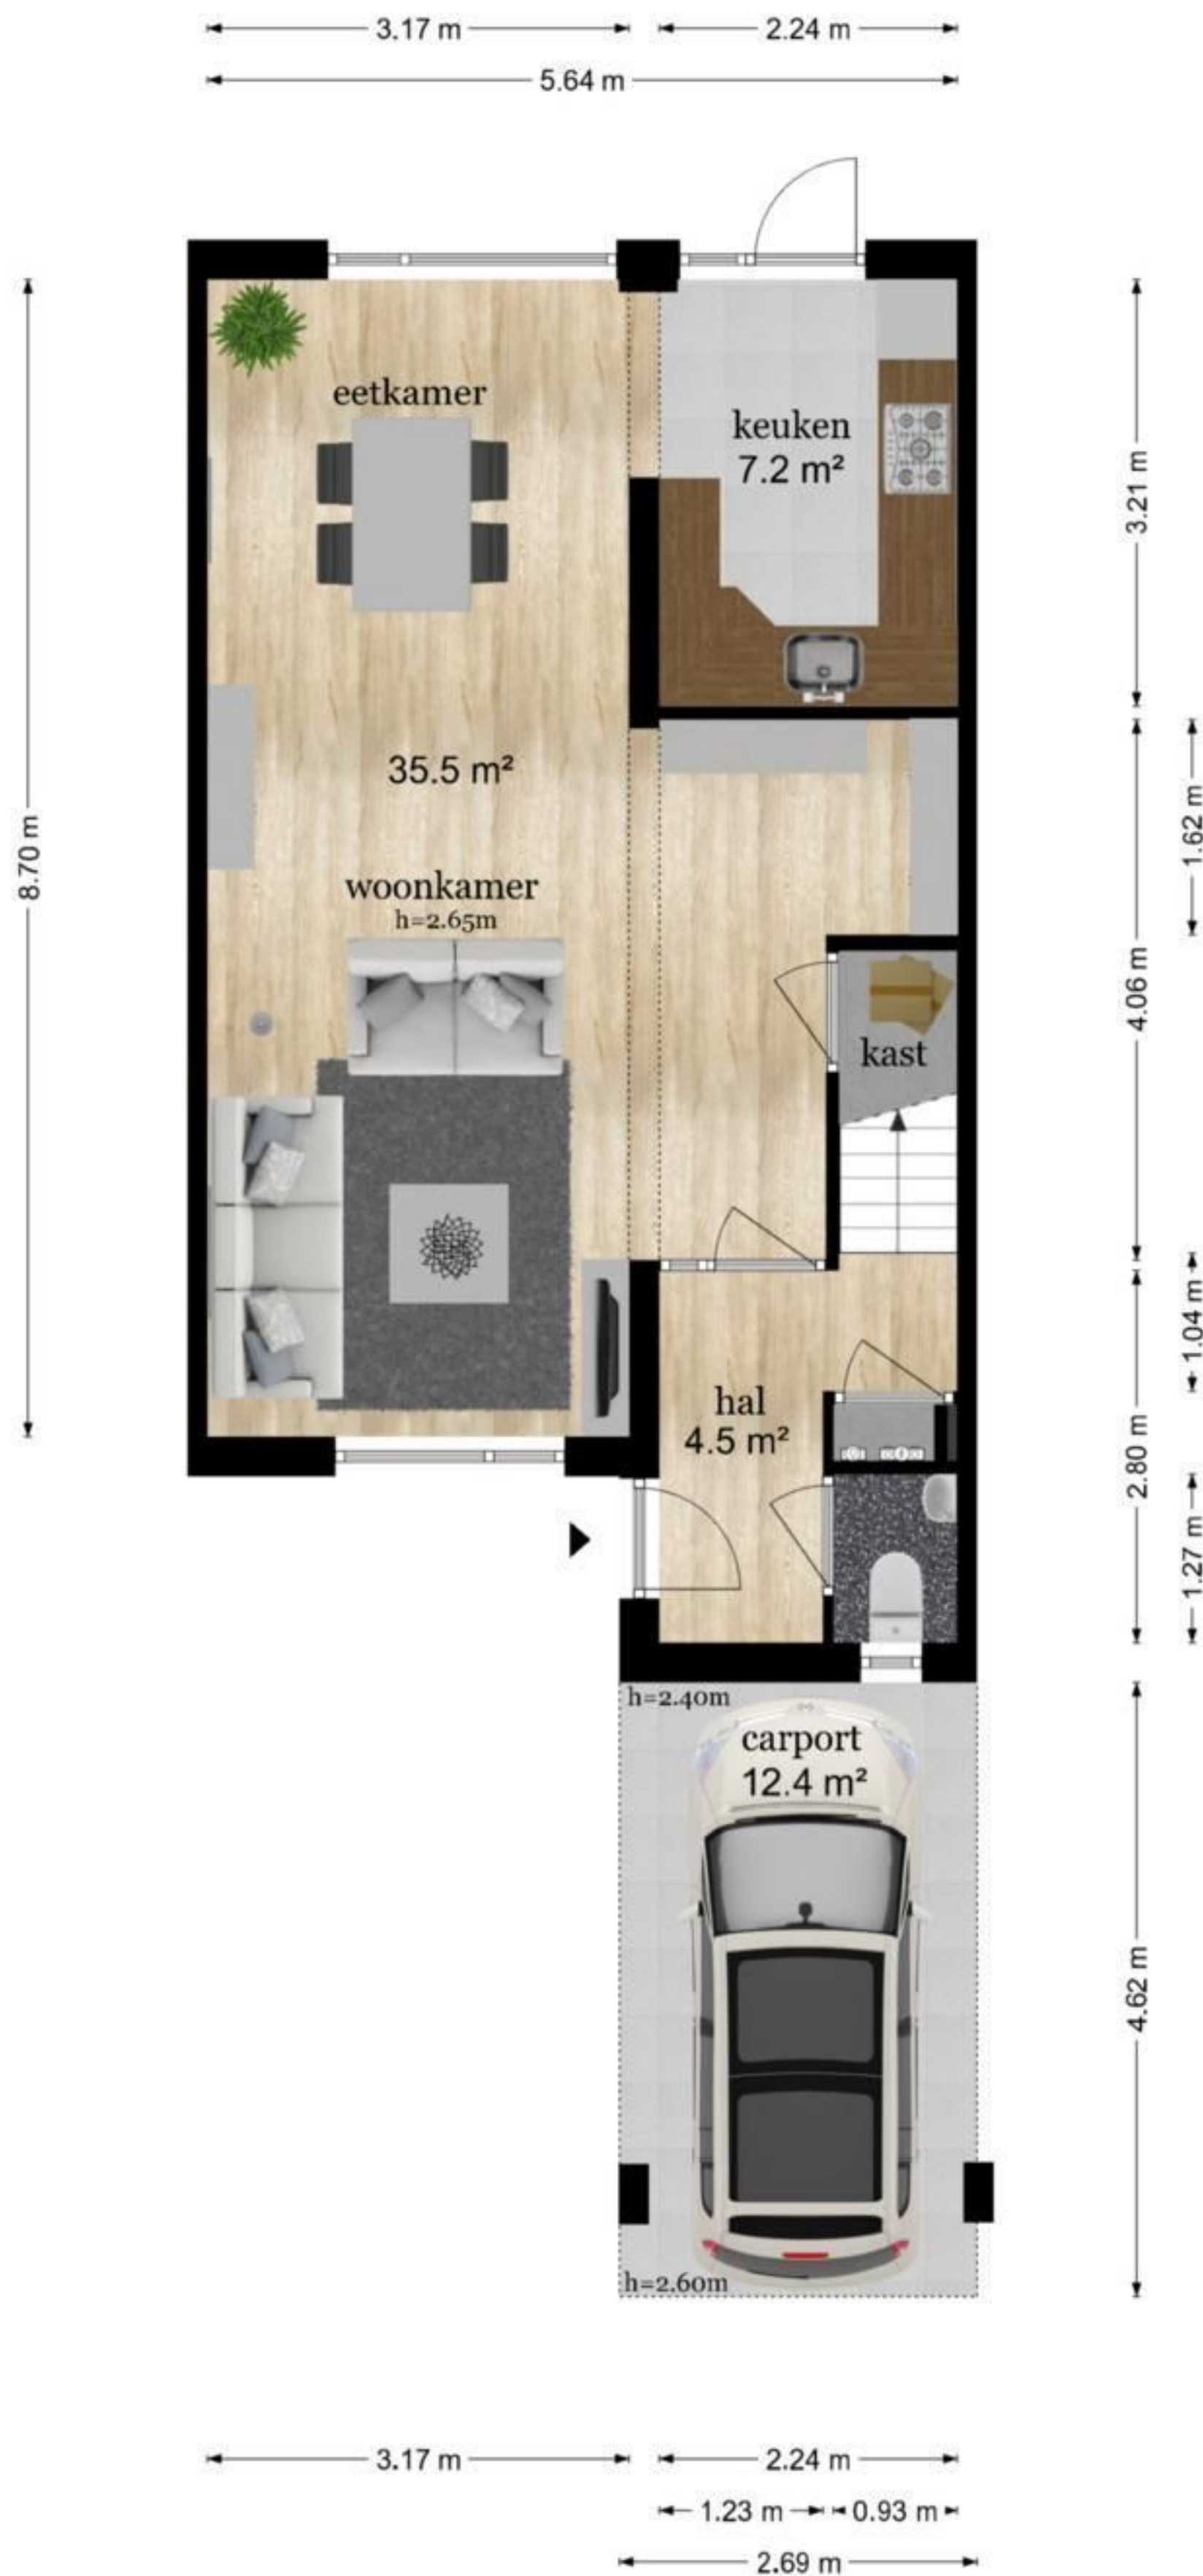 3.17 m
2.24 m
5.64 m
eetkamer
keuken
7.2 m²
3.21 m
35.5 m²
8.70 m
1.62 m
woonkamer
h=2.65m
4.06 m
kast
1.04 m
hal
4.5 m²
2.80 m
1.27 m
h=2.40m
carport
12.4 m²
4.62 m
h=2.60m
3.17 m
2.24 m
1.23 m
0.93 m
2.69 m